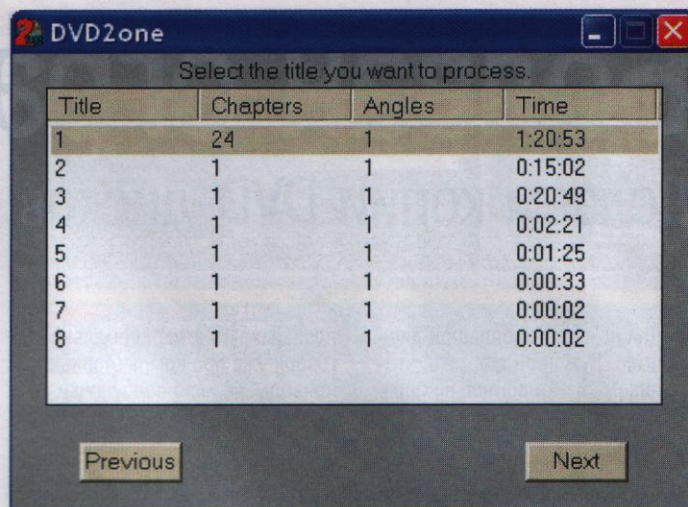 DVD2one
Select the title you want to process.
Title Chapters Angles Time
1 24 1 1:20:53
2 1 1 0:15:02
3 1 1 0:20:49
4 1 1 0:02:21
5 1 1 0:01:25
6 1 1 0:00:33
7 1 1 0:00:02
8 1 1 0:00:02
Previous Next